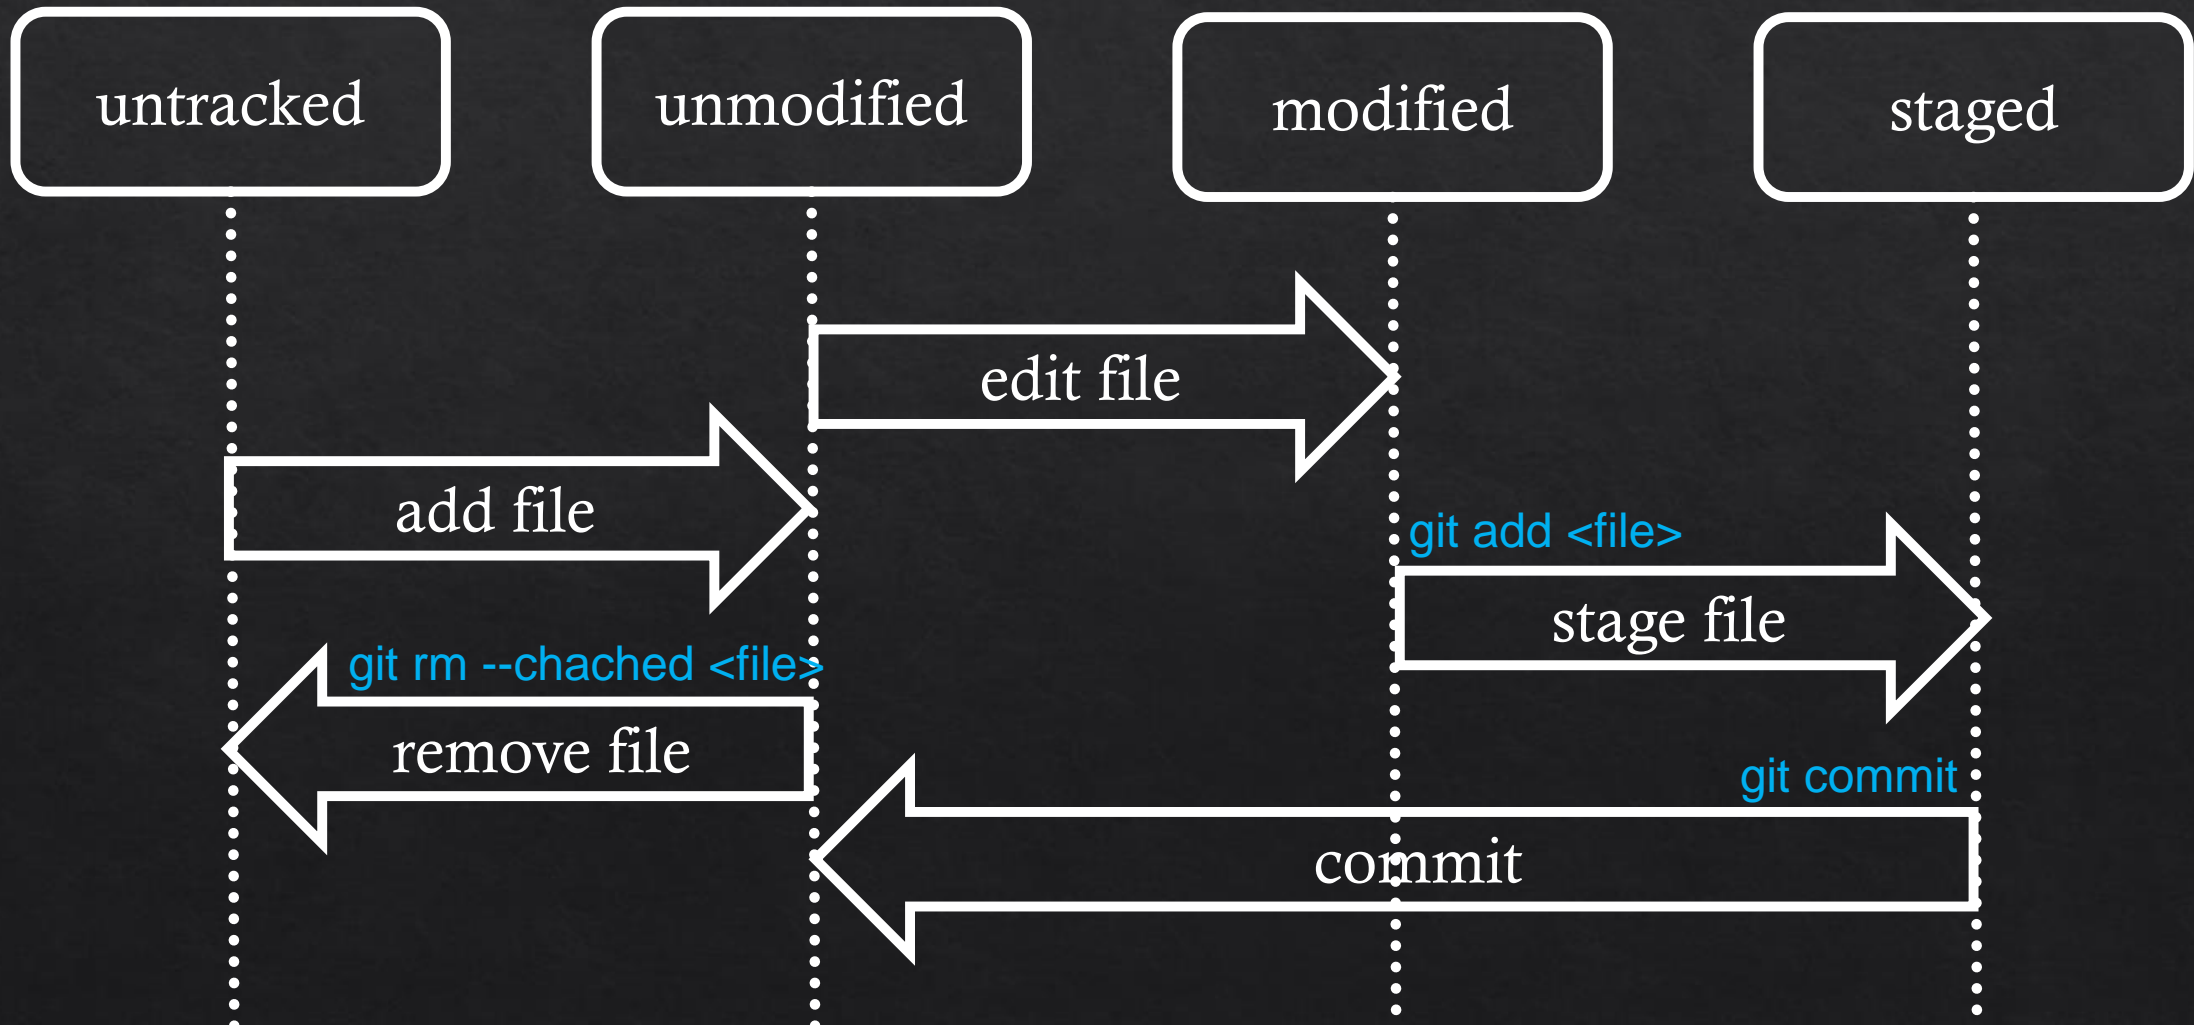 untracked
unmodified
modified
staged
edit file
add file
git add <file>
stage file
git rm --chached <file>
remove file
git commit
commit